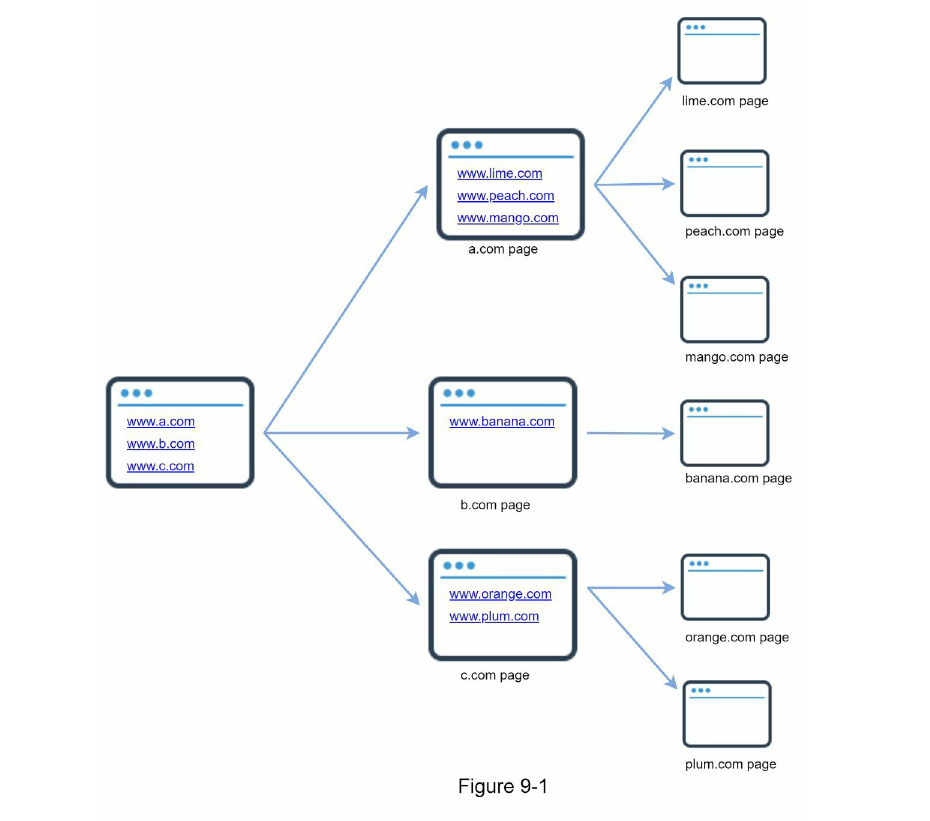 lime.com page
www.lime.com
www.peach.com
www.mango.com
a.com page
peach.com page
mango.com page
www.a.com
www.b.com
www.c.com
www.banana.com
b.com page
banana.com page
www.orange.com
www.plum.com
c.com page
orange.com page
plum.com page
Figure 9-1